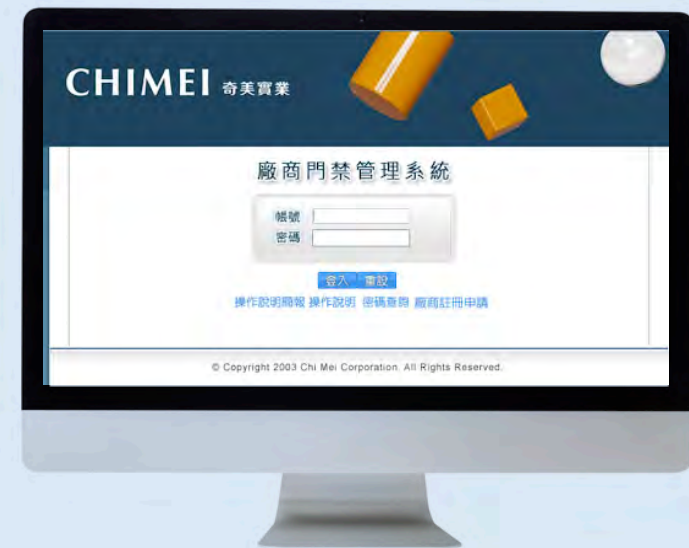 CHIMEI 奇美實業
廠商門禁管理系統
帳號
密碼
登入 重設
操作說明簡報 操作說明 密碼查詢 廠商註冊申請
© Copyright 2003 Chi Mei Corporation. All Rights Reserved.